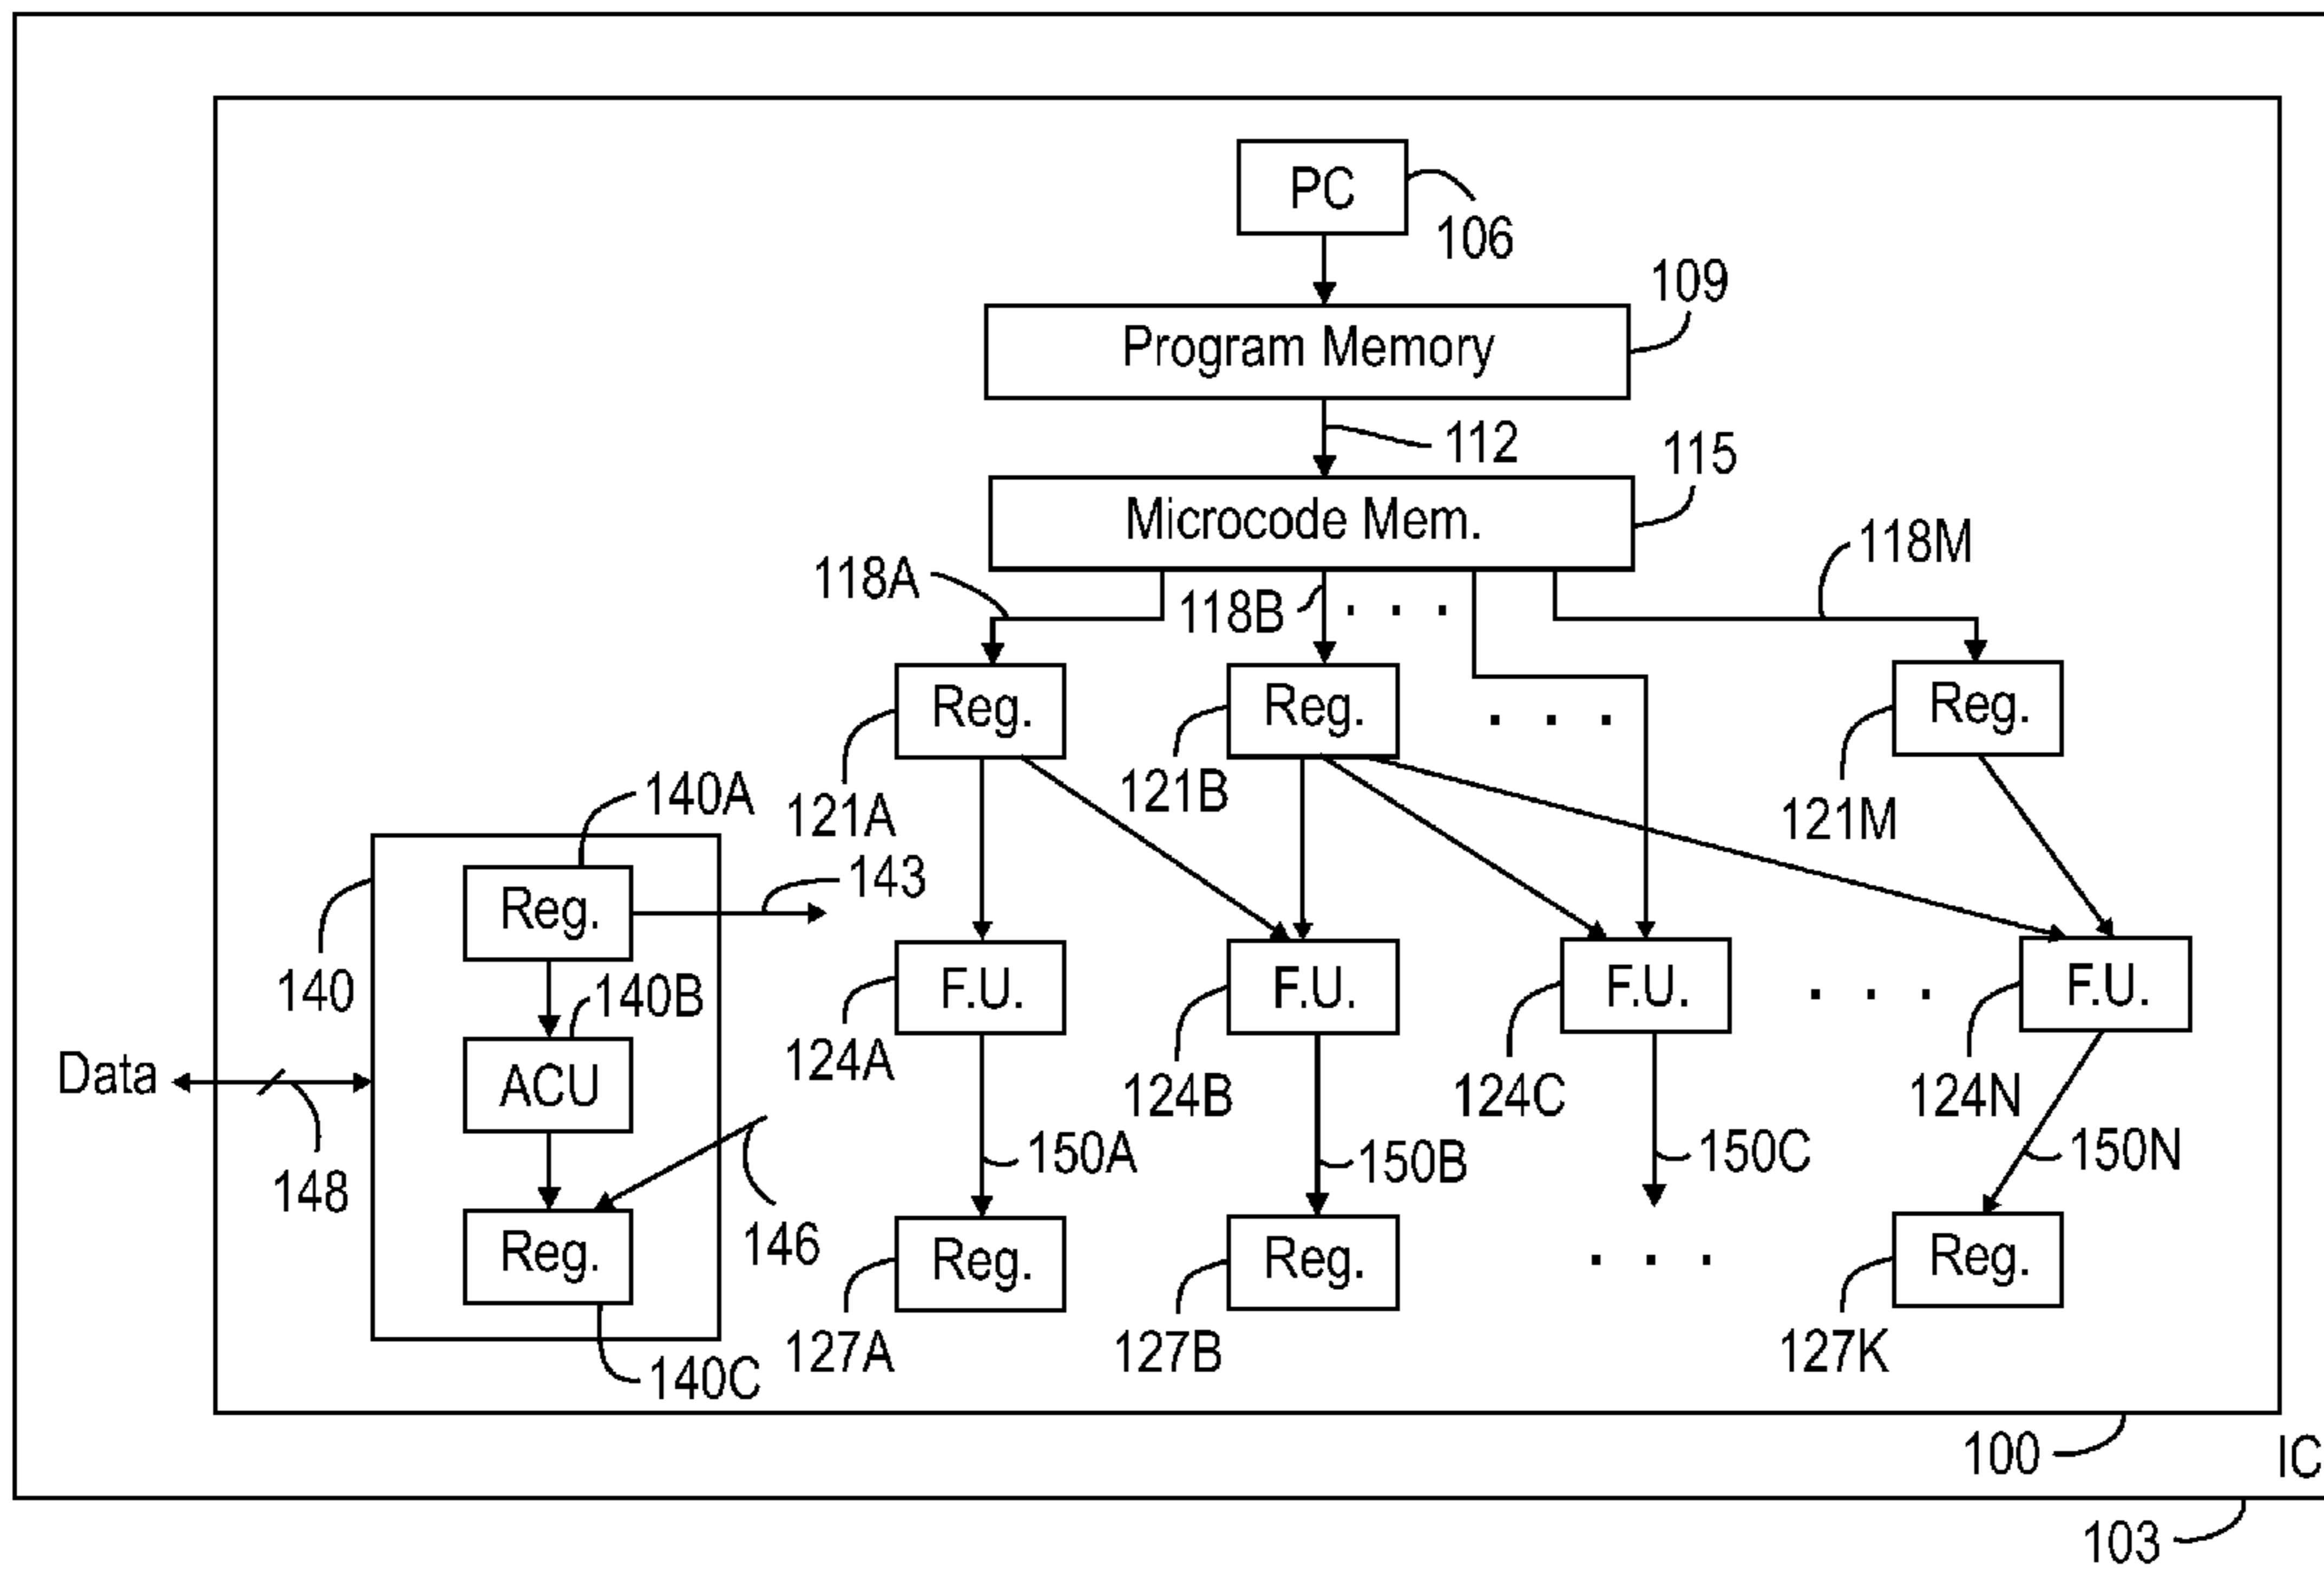 PC
106
109
Program Memory
112
115
Microcode Mem.
118A
118B
. . .
118M
Reg.
Reg.
. . .
Reg.
121A
121B
121M
140A
Reg.
143
140
140B
F.U.
F.U.
F.U.
. . .
F.U.
124A
124B
124C
124N
Data
ACU
148
150A
150B
150C
150N
146
Reg.
Reg.
Reg.
. . .
Reg.
127A
127B
127K
140C
100
IC
103